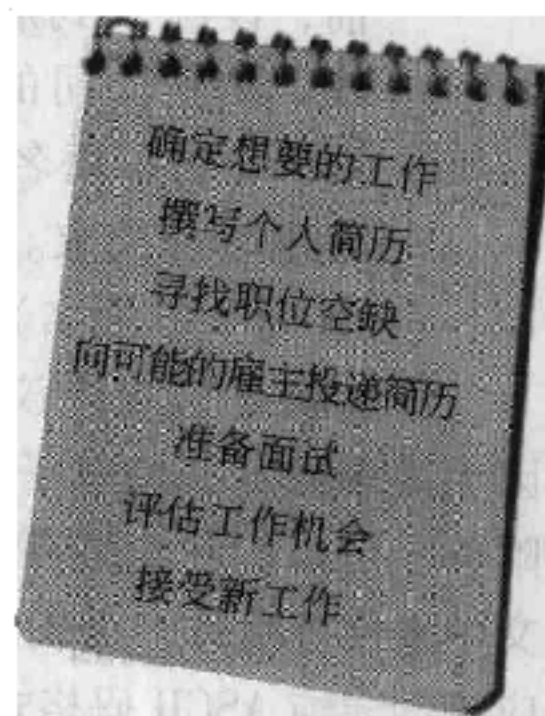 确定想要的工作
撰写个人简历
寻找职位空缺
向可能的雇主投递简历
准备面试
评估工作机会
接受新工作